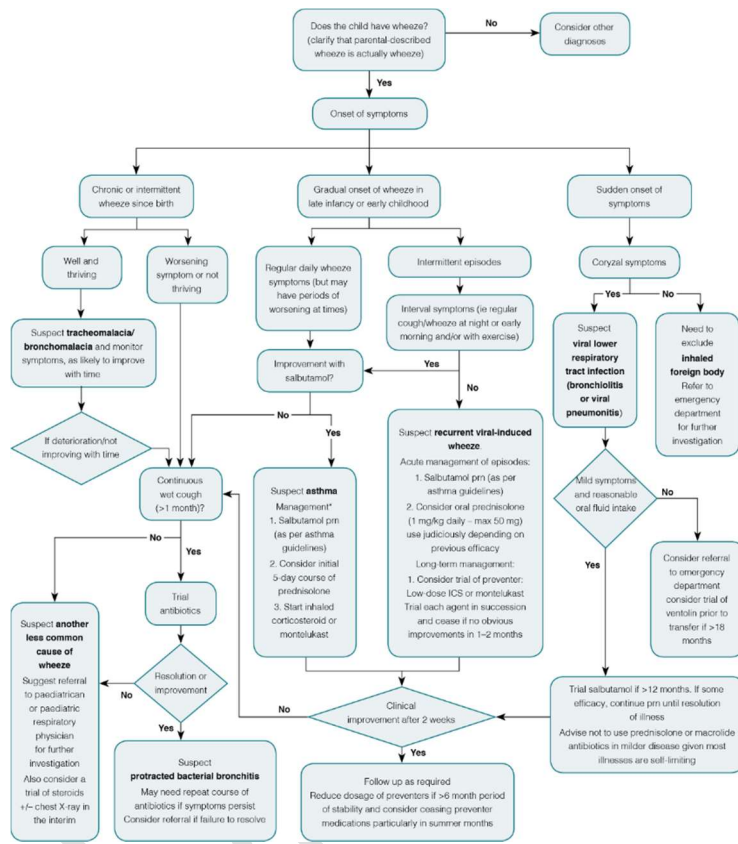 Does the child have wheeze?
(clarify that parental-described
wheeze is actually wheeze)
No
Consider other
diagnoses
Yes
Onset of symptoms
Chronic or intermittent
wheeze since birth
Gradual onset of wheeze in
late infancy or early childhood
Sudden onset of
symptoms
Well and
thriving
Worsening
symptom or not
thriving
Regular daily wheeze
symptoms (but may
have periods of
worsening at times)
Intermittent episodes
Coryzal symptoms
Yes
No
Suspect tracheomalacia/
bronchomalacia and monitor
symptoms, as likely to improve
with time
Interval symptoms (ie regular
cough/wheeze at night or early
morning and/or with exercise)
Suspect
viral lower
respiratory
tract infection
(bronchiolitis
or viral
pneumonitis)
Need to
exclude
inhaled
foreign body
Refer to
emergency
department
for further
investigation
Improvement with
salbutamol?
Yes
No
No
Yes
If deterioration/not
improving with time
Continuous
wet cough
(>1 month)?
Suspect asthma
Management*
1. Salbutamol prn
(as per asthma
guidelines)
2. Consider initial
5-day course of
prednisolone
3. Start inhaled
corticosteroid or
montelukast
Suspect recurrent viral-induced
wheeze.
Acute management of episodes:
1. Salbutamol prn (as per
asthma guidelines)
2. Consider oral prednisolone
(1 mg/kg daily – max 50 mg)
use judiciously depending on
previous efficacy
Long-term management:
1. Consider trial of preventer:
Low-dose ICS or montelukast
Trial each agent in succession
and cease if no obvious
improvements in 1–2 months
Mild symptoms
and reasonable
oral fluid intake
No
Yes
Consider referral
to emergency
department
consider trial of
ventolin prior to
transfer if >18
months
No
Yes
Trial
antibiotics
Suspect another
less common
cause of
wheeze
Suggest referral
to paediatrician
or paediatric
respiratory
physician
for further
investigation
Also consider a
trial of steroids
+/– chest X-ray in
the interim
No
Resolution or
improvement
Yes
Suspect
protracted bacterial bronchitis
May need repeat course of
antibiotics if symptoms persist
Consider referral if failure to resolve
No
Clinical
improvement after 2 weeks
Yes
Trial salbutamol if >12 months. If some
efficacy, continue prn until resolution
of illness
Advise not to use prednisolone or macrolide
antibiotics in milder disease given most
illnesses are self-limiting
Follow up as required
Reduce dosage of preventers if >6 month period
of stability and consider ceasing preventer
medications particularly in summer months